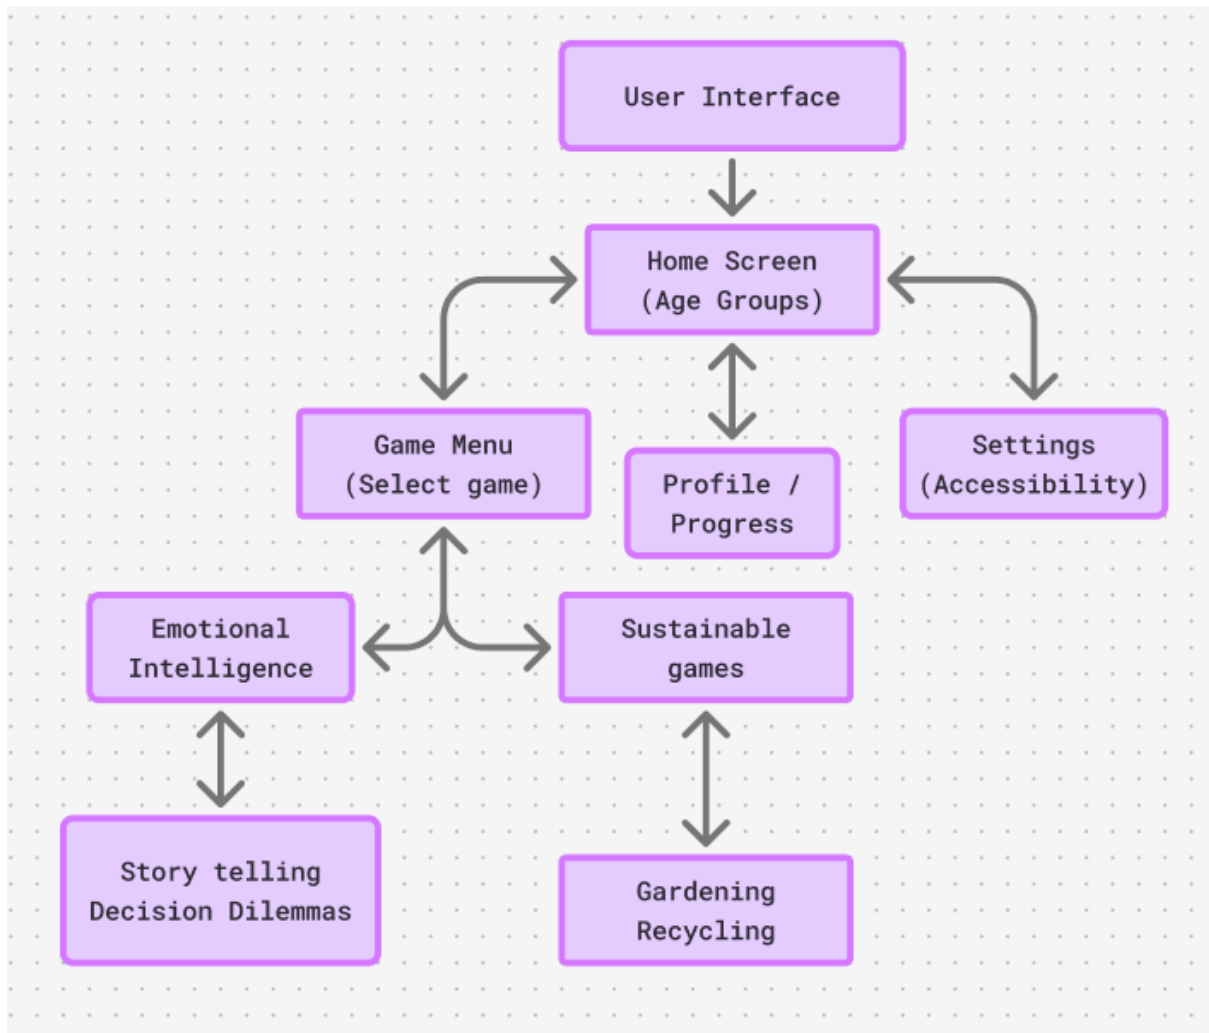 User Interface
Home Screen
(Age Groups)
Game Menu
(Select game)
Profile /
Progress
Settings
(Accessibility)
Emotional
Intelligence
Sustainable
games
Story telling
Decision Dilemmas
Gardening
Recycling